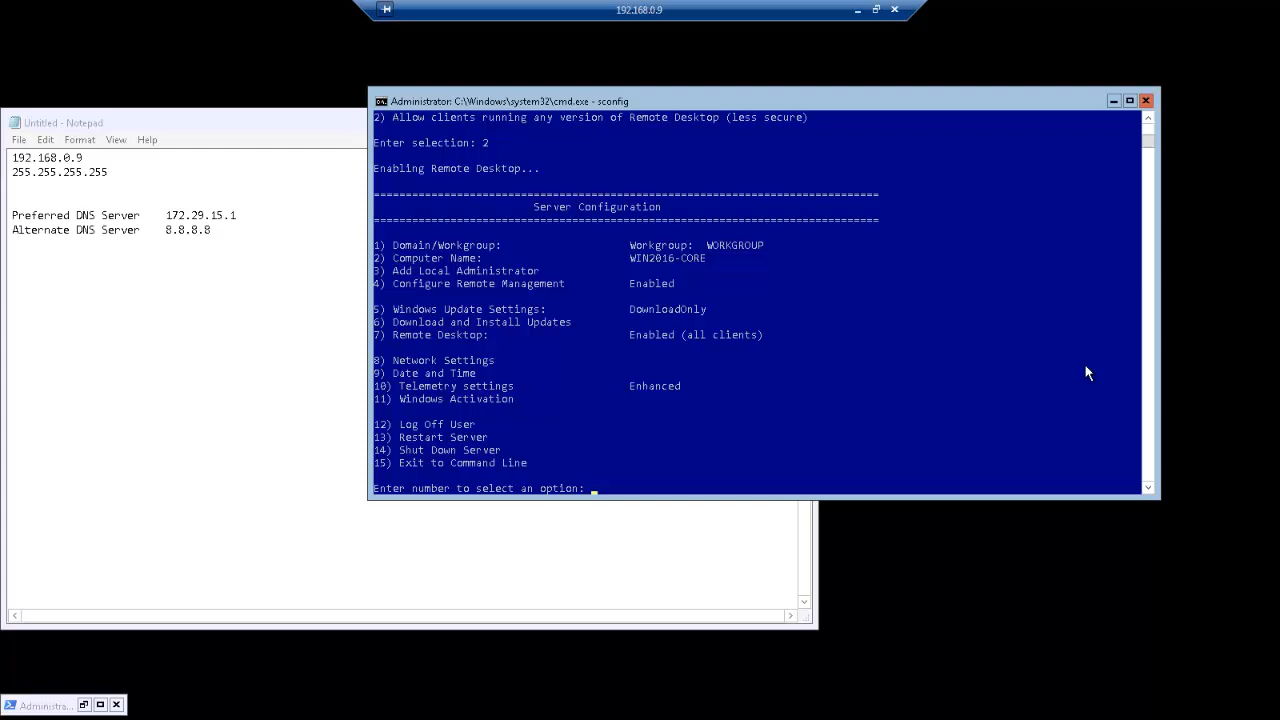 192.168.0.9
Administrator: C:\Windows\system32\cmd.exe - sconfig
2) Allow clients running any version of Remote Desktop (less secure)
Enter selection: 2
Enabling Remote Desktop...
===============================================================================
Server Configuration
===============================================================================
1) Domain/Workgroup: Workgroup: WORKGROUP
2) Computer Name: WIN2016-CORE
3) Add Local Administrator
4) Configure Remote Management Enabled
5) Windows Update Settings: DownloadOnly
6) Download and Install Updates
7) Remote Desktop: Enabled (all clients)
8) Network Settings
9) Date and Time
10) Telemetry settings Enhanced
11) Windows Activation
12) Log Off User
13) Restart Server
14) Shut Down Server
15) Exit to Command Line
Enter number to select an option:
Untitled - Notepad
File Edit Format View Help
192.168.0.9
255.255.255.255
Preferred DNS Server 172.29.15.1
Alternate DNS Server 8.8.8.8
Administra...